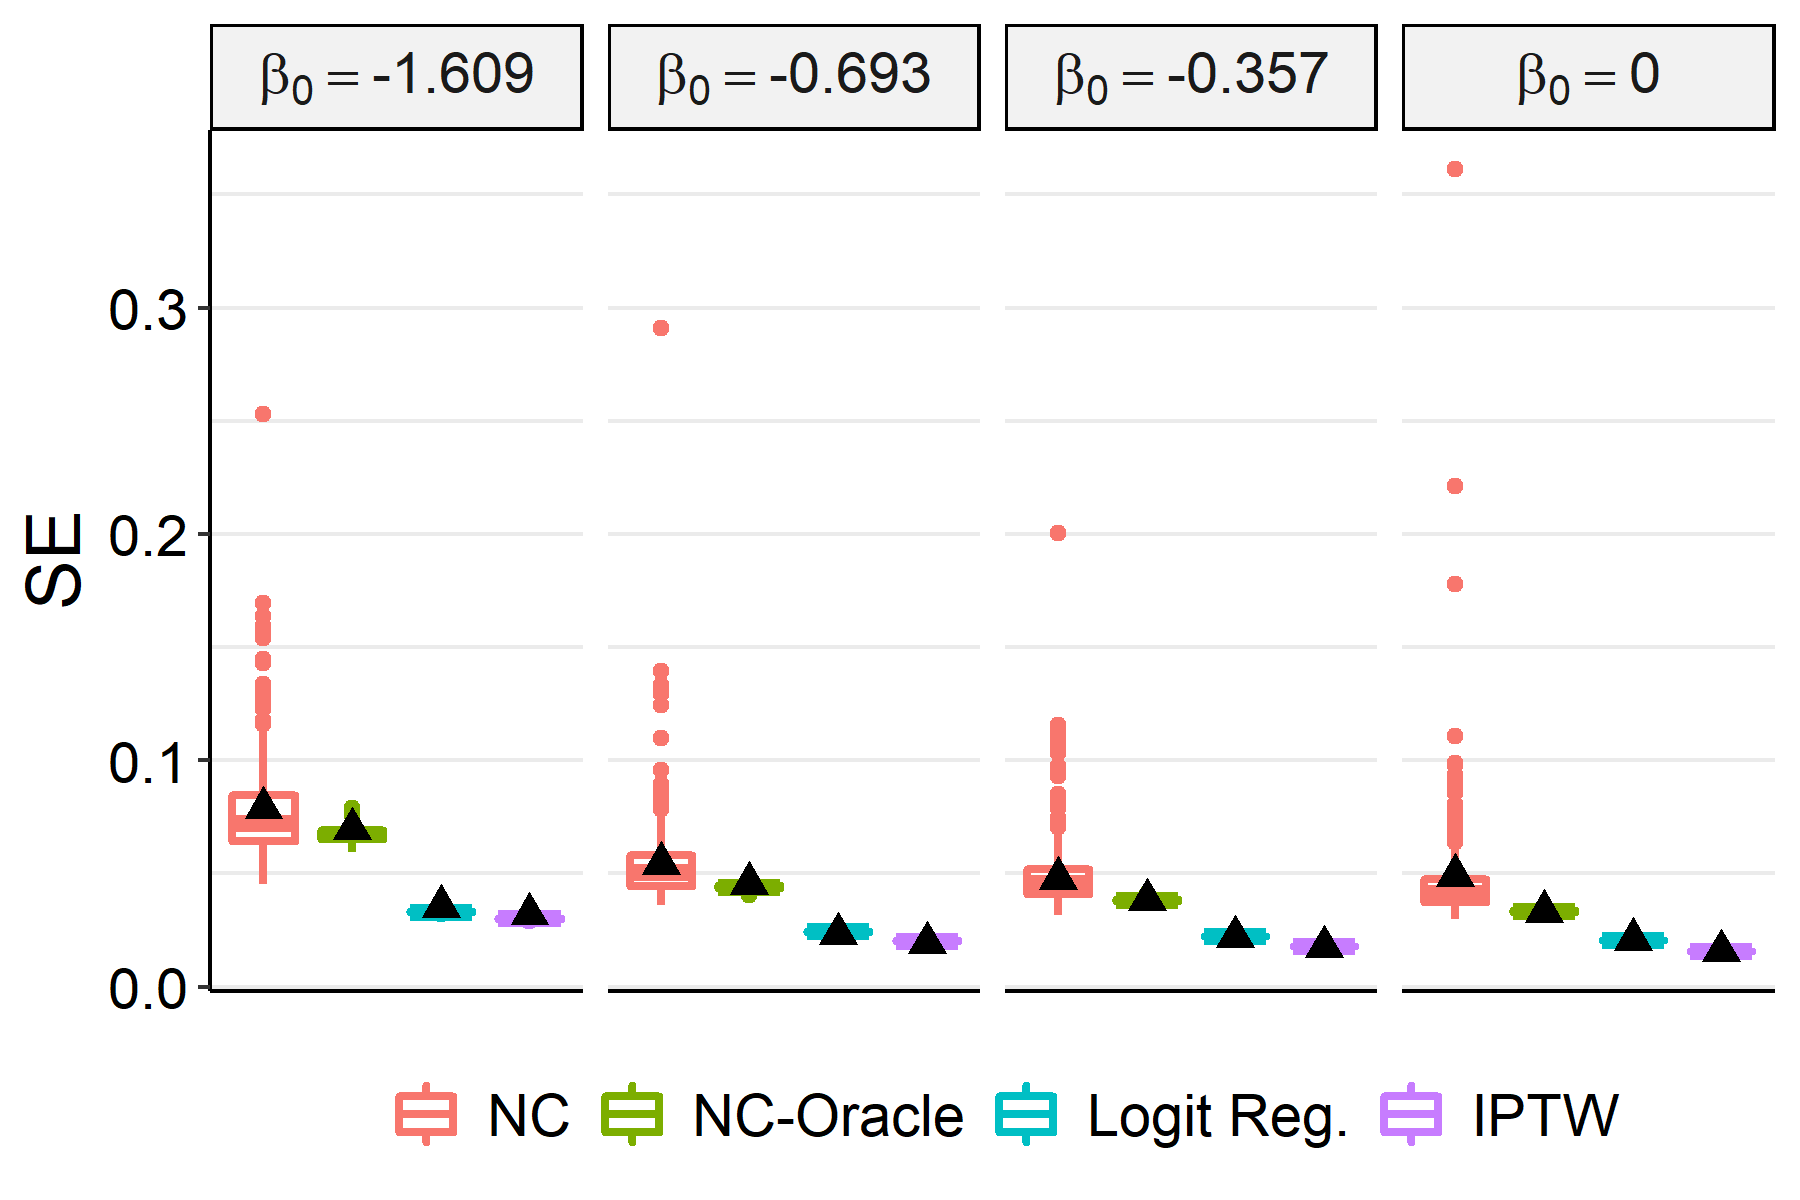 β0 = -1.609
β0 = -0.693
β0 = -0.357
β0 = 0
SE
0.3
0.2
0.1
0.0
NC
NC-Oracle
Logit Reg.
IPTW